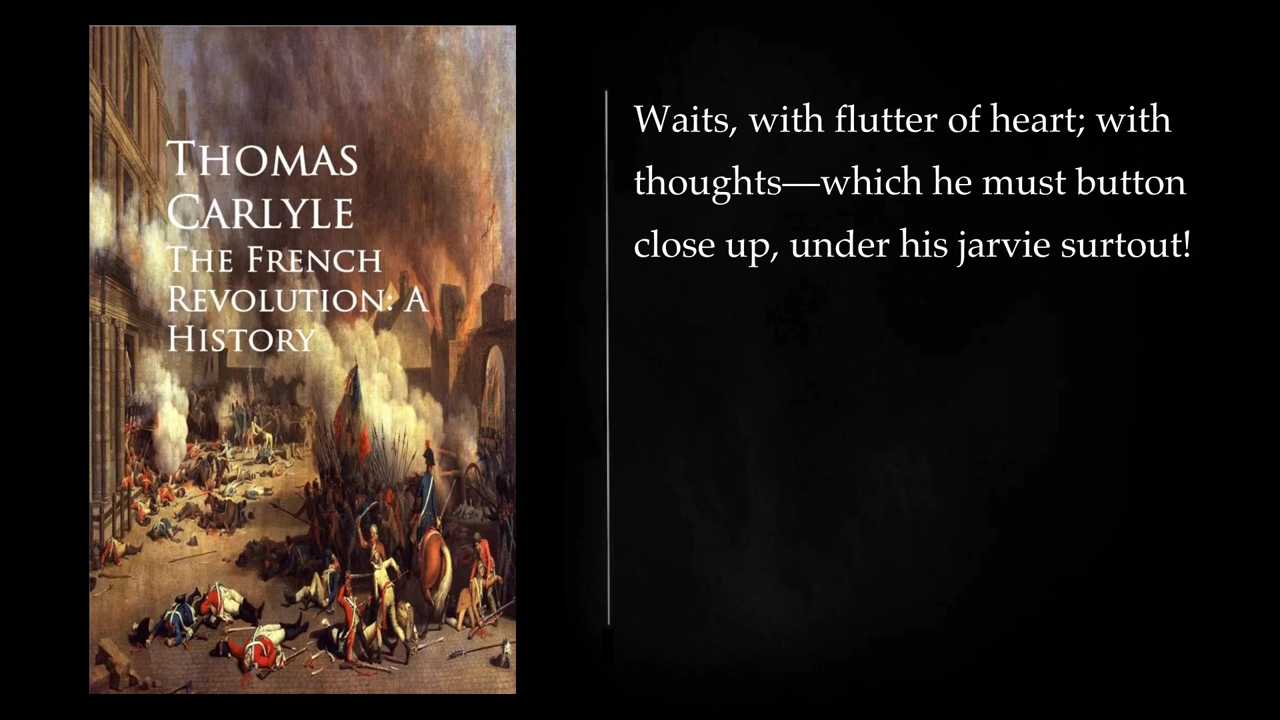 THOMAS
CARLYLE
THE FRENCH
REVOLUTION: A
HISTORY
Waits, with flutter of heart; with
thoughts—which he must button
close up, under his jarvie surtout!